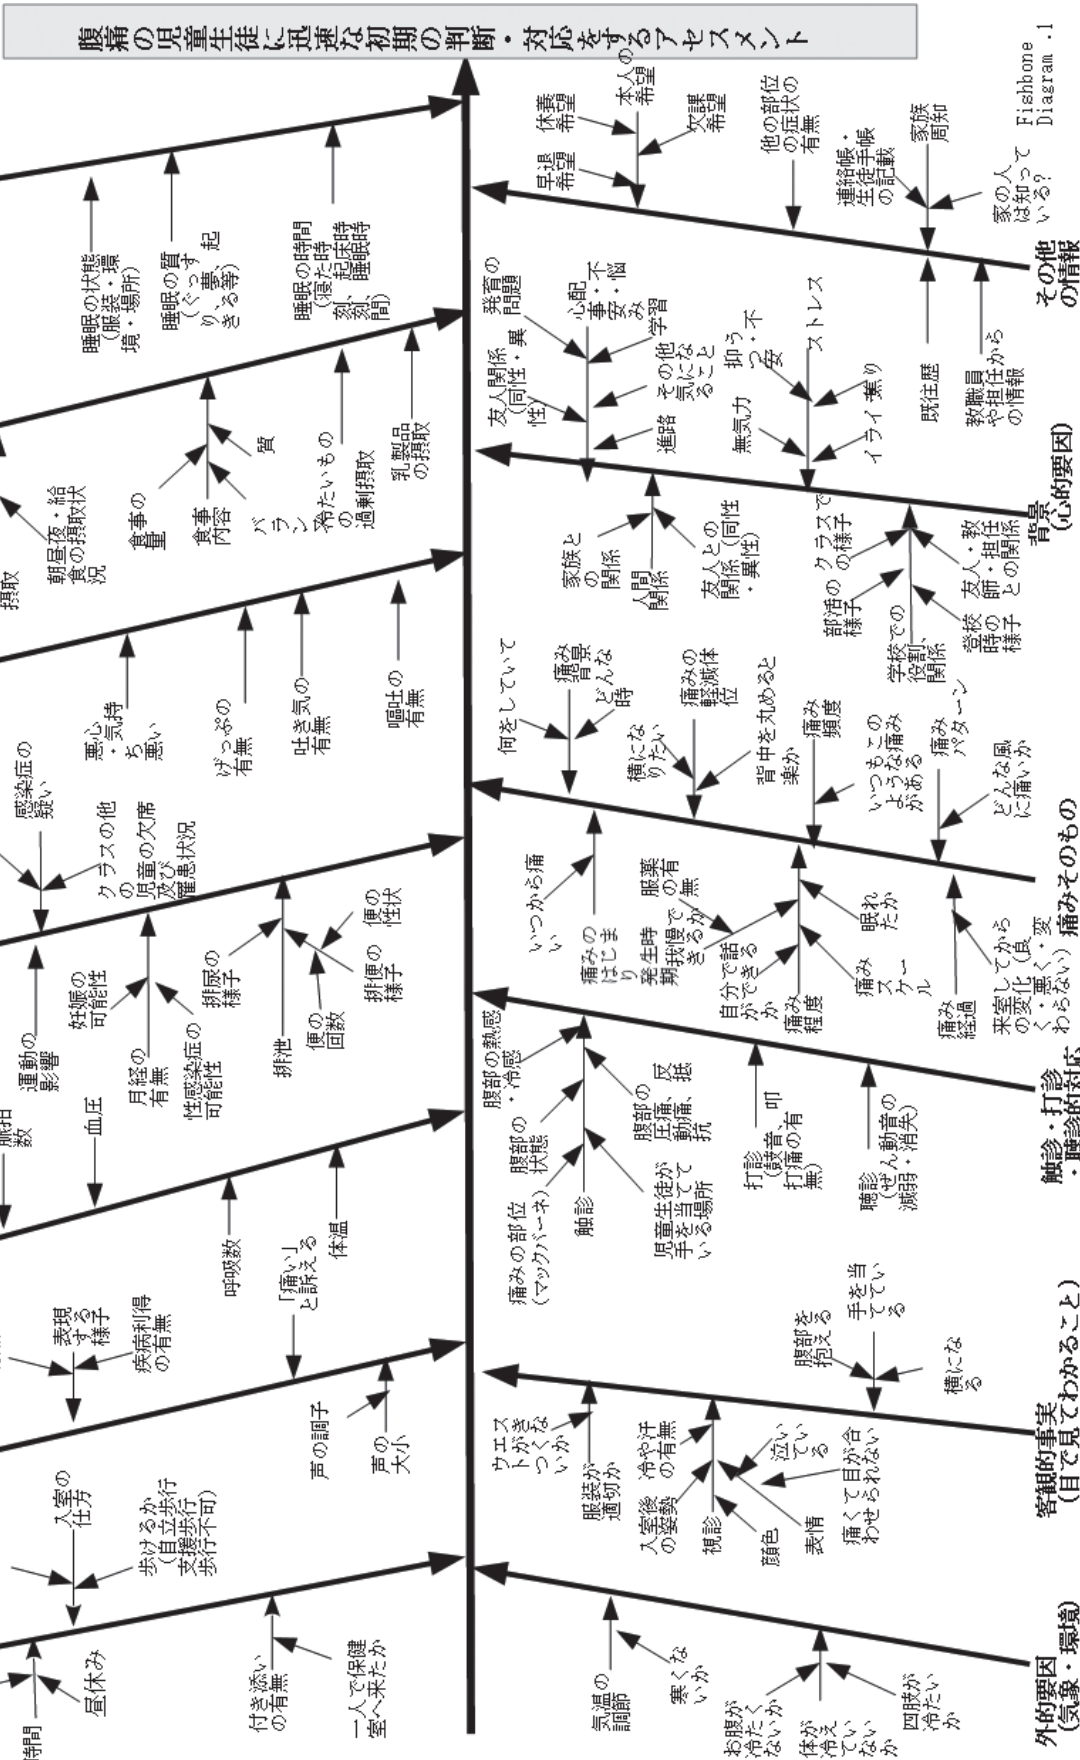 腹痛の児童生徒に迅速な初期の判断・対応をするアセスメント
Fishbone
Diagram .1
睡眠の状態
(服装・環
境・場所)
睡眠の質
(ぐっす
り、夢、起
きる等)
睡眠の時間
(寝た時
刻、起床時
刻、睡眠時
間)
摂取
朝昼夜・給
食の摂取状
況
食事の
量
食事
内容
質
バラン
冷たいもの
の
過剰摂取
乳製品
の摂取
悪心
・気持
ち悪い
げっぷの
有無
吐き気の
有無
嘔吐の
有無
感染症の
疑い
クラスの他
の児童の欠席
及び
罹患状況
運動の
影響
妊娠の
可能性
月経の
有無
性感染症の
可能性
排尿の
様子
排泄
便の
回数
排便の
様子
便の
性状
脈拍
数
血圧
呼吸数
体温
表現
する
様子
疾病利得
の有無
「痛い」
と訴える
声の調子
声の
大小
入室の
仕方
歩けるか
(自立歩行
支援歩行
歩行不可)
時間
昼休み
付き添い
の有無
一人で保健
室へ来たか
休養
希望
早退
希望
本人の
希望
欠課
希望
他の部位
の症状の
有無
連絡帳・
生徒手帳
の記載
家族
周知
家の人
は知って
いる?
既往歴
教職員
や担任から
の情報
その他
の情報
発育の
問題
友人関係
(同性・異
性)
心配・不
事・悩
安み
学習
その他
気にな
ること
進路
抑う
つ・不
安
ストレス
無気力
イライ 焦り
ラ
家族と
の
関係
人間
関係
友人との
関係(同性
・異性)
クラスで
の様子
部活の
様子
友人・教
師・担任
との関係
学校での
役割、
関係
登校
時の
様子
背景
(心的要因)
何をしていて
痛み
背景
どんな
時
横にな
りたい
痛みの
軽減体
位
背中を丸めると
楽か
痛み
頻度
いつもこの
ような痛み
がある
痛み
パターン
どんな風
に痛いか
いつから痛
い
痛みの
はじま
り
発生時
期
服薬の有
無
我慢で
きるか
自分で話
ができる
か
痛み
程度
眠れ
たか
痛み
スケー
ル
痛み
経過
来室してから
の変化(良
く・悪く・変
わらない)
痛みそのもの
腹部の熱感
・冷感
腹部の
状態
痛みの部位
(マックバーネ)
触診
腹部の
圧痛、反
動痛、抵
抗
児童生徒が
手を当てて
いる場所
打診
(鼓音、叩
打痛の有
無)
聴診
(ぜん動音の
減弱・消失)
触診・打診
・聴診的対応
ウエス
トがき
つくな
いか
服装が
適切か
冷や汗
の有無
入室後
の姿勢
視診
顔色
泣い
てい
る
表情
痛くて目が合
わせられない
腹部を
抱える
手を当
ててい
る
横にな
る
客観的事実
(目で見てわかること)
気温の
調節
寒くな
いか
お腹が
冷たく
ないか
体が
冷え
てい
ない
か
四肢が
冷たい
か
外的要因
(気象・環境)